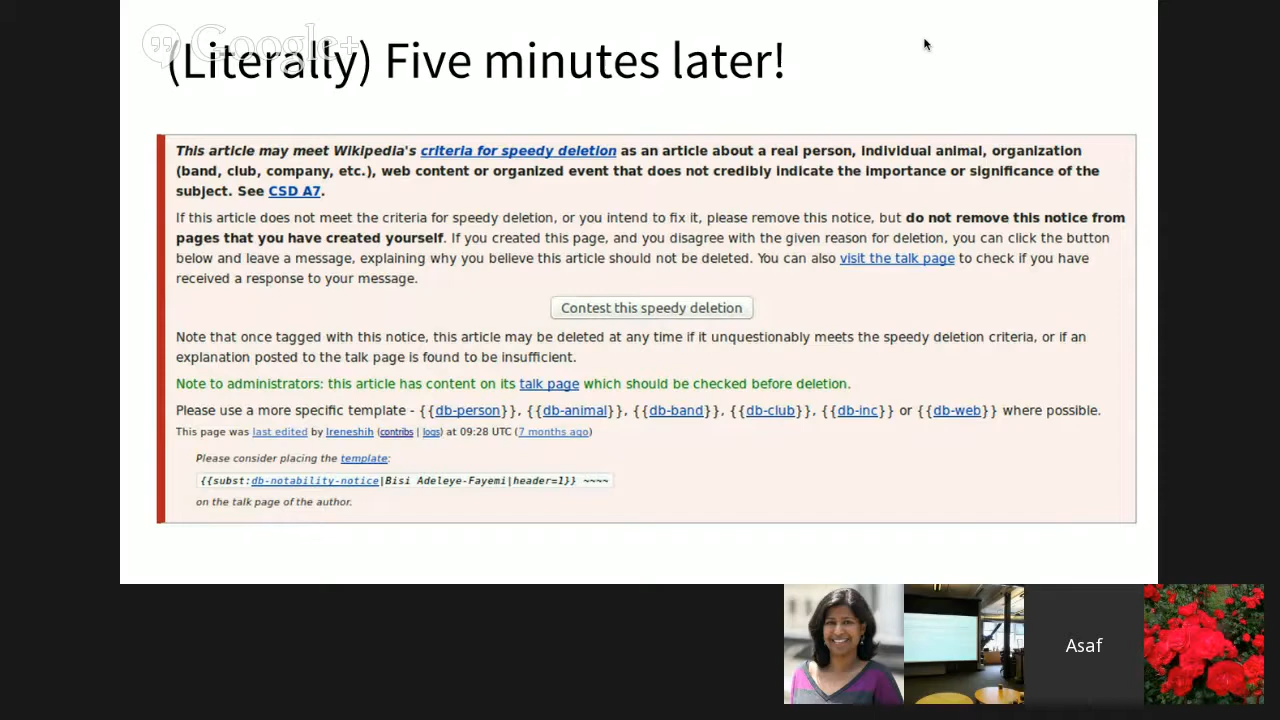 Google+
(Literally) Five minutes later!
This article may meet Wikipedia's criteria for speedy deletion as an article about a real person, individual animal, organization
(band, club, company, etc.), web content or organized event that does not credibly indicate the importance or significance of the
subject. See CSD A7.
If this article does not meet the criteria for speedy deletion, or you intend to fix it, please remove this notice, but do not remove this notice from
pages that you have created yourself. If you created this page, and you disagree with the given reason for deletion, you can click the button
below and leave a message, explaining why you believe this article should not be deleted. You can also visit the talk page to check if you have
received a response to your message.
Contest this speedy deletion
Note that once tagged with this notice, this article may be deleted at any time if it unquestionably meets the speedy deletion criteria, or if an
explanation posted to the talk page is found to be insufficient.
Note to administrators: this article has content on its talk page which should be checked before deletion.
Please use a more specific template - {{db-person}}, {{db-animal}}, {{db-band}}, {{db-club}}, {{db-inc}} or {{db-web}} where possible.
This page was last edited by Ireneshih (contribs | logs) at 09:28 UTC (7 months ago)
Please consider placing the template:
{{subst:db-notability-notice|Bisi Adeleye-Fayemi|header=1}} ~~~~
on the talk page of the author.
Asaf